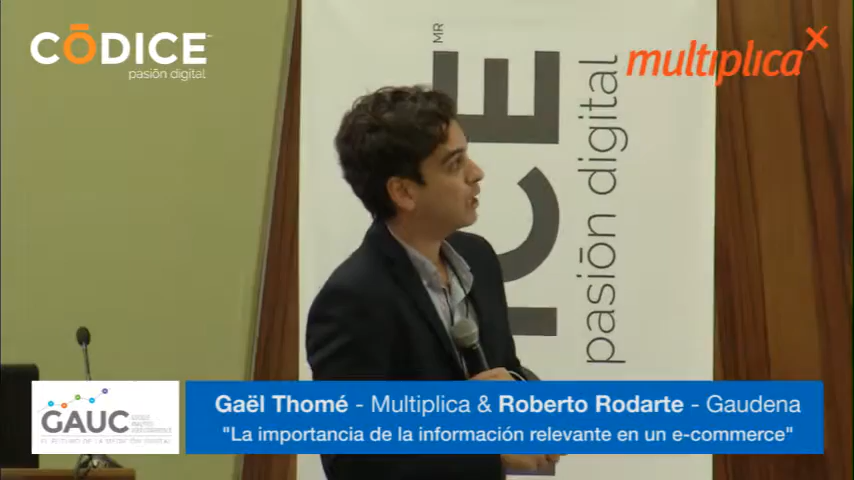 CŌDICE
pasión digital
multiplica
MR
ICE
pasiōn digital
GAUC
Gaël Thomé - Multiplica & Roberto Rodarte - Gaudena
"La importancia de la información relevante en un e-commerce"